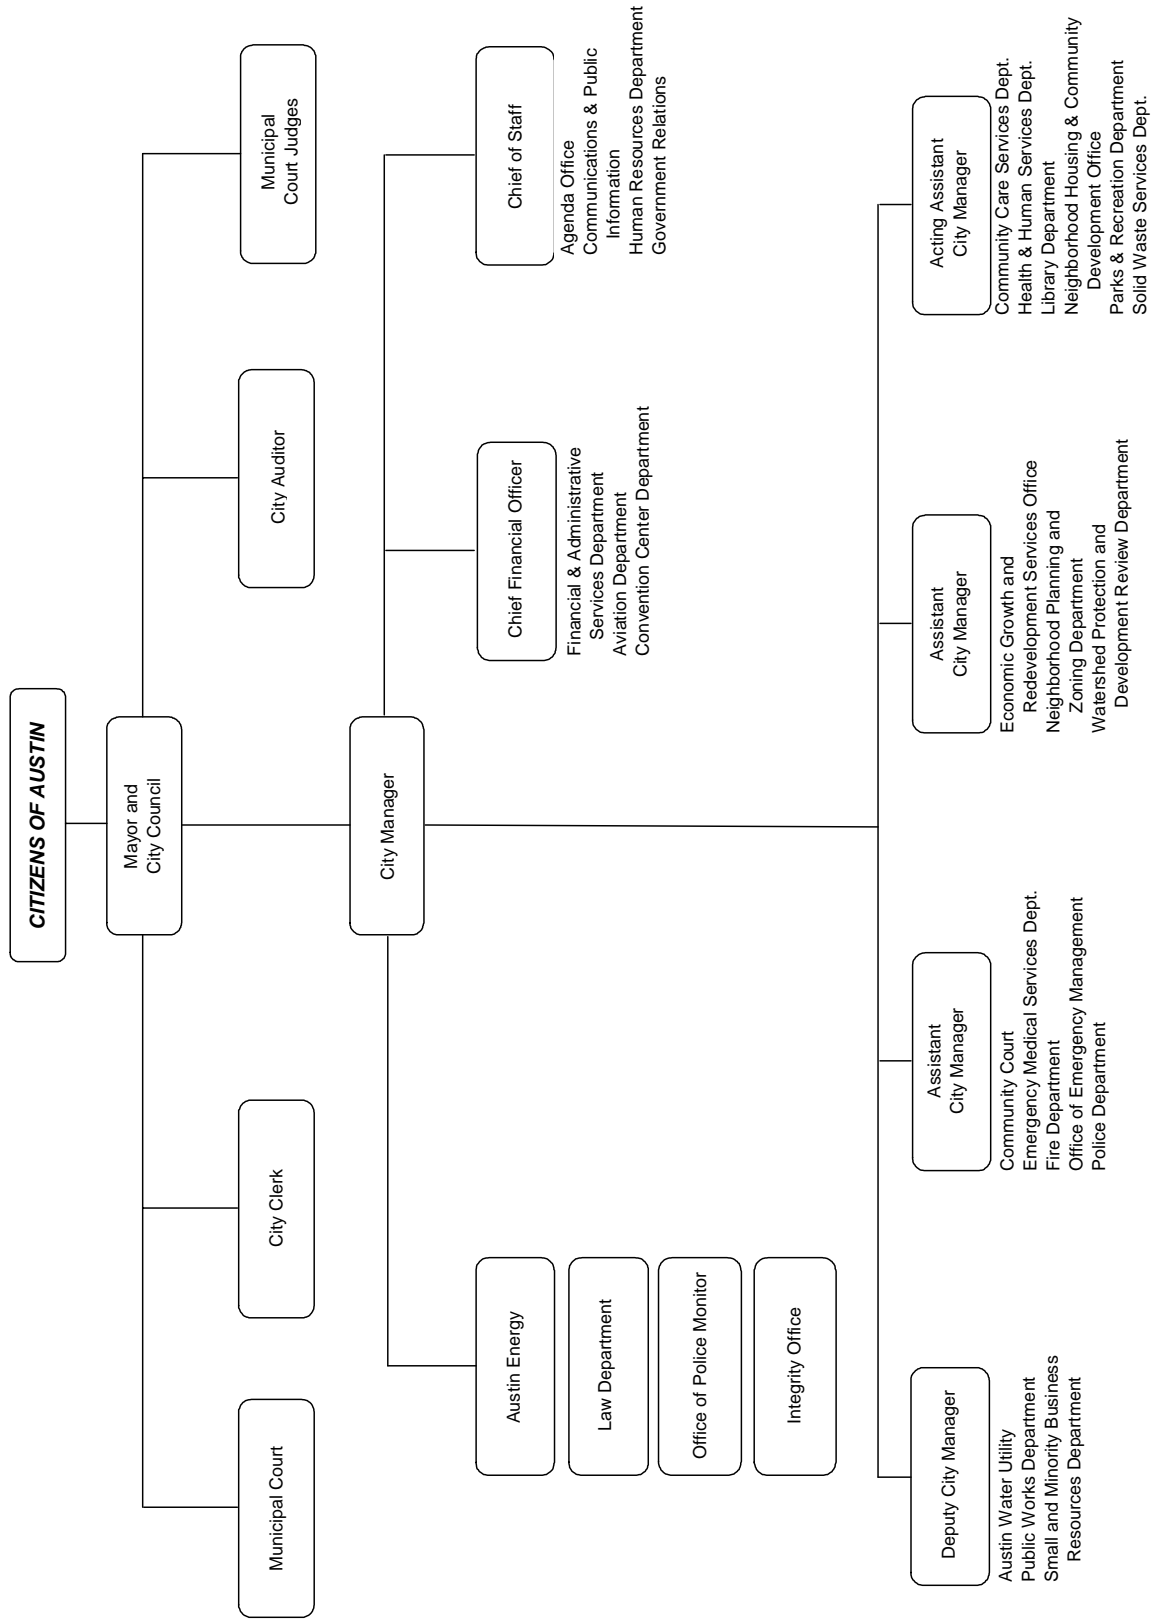 CITIZENS OF AUSTIN
Mayor and
City Council
Municipal Court
City Clerk
City Auditor
Municipal
Court Judges
City Manager
Austin Energy
Law Department
Office of Police Monitor
Integrity Office
Chief Financial Officer
Financial & Administrative
Services Department
Aviation Department
Convention Center Department
Chief of Staff
Agenda Office
Communications & Public
Information
Human Resources Department
Government Relations
Deputy City Manager
Austin Water Utility
Public Works Department
Small and Minority Business
Resources Department
Assistant
City Manager
Community Court
Emergency Medical Services Dept.
Fire Department
Office of Emergency Management
Police Department
Assistant
City Manager
Economic Growth and
Redevelopment Services Office
Neighborhood Planning and
Zoning Department
Watershed Protection and
Development Review Department
Acting Assistant
City Manager
Community Care Services Dept.
Health & Human Services Dept.
Library Department
Neighborhood Housing & Community
Development Office
Parks & Recreation Department
Solid Waste Services Dept.